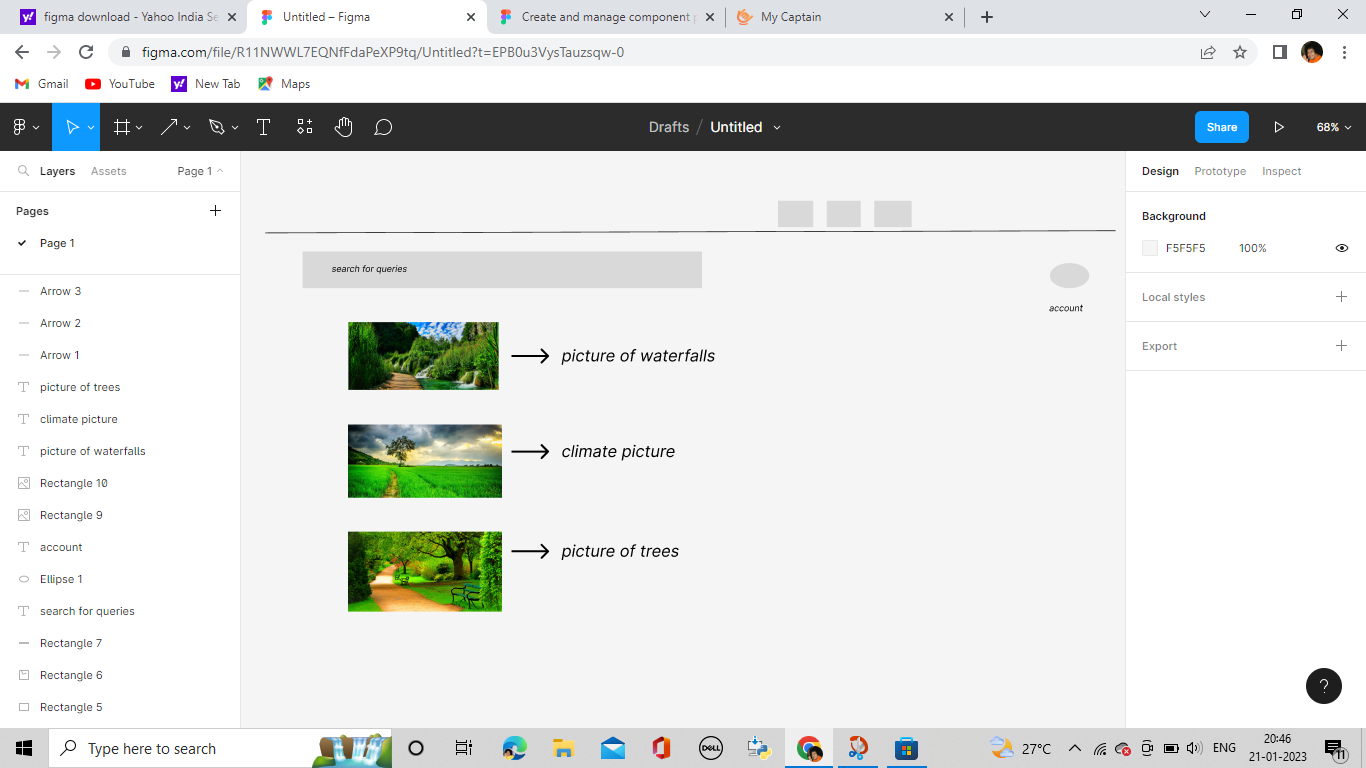 figma download - Yahoo India Se
Untitled – Figma
Create and manage component p
My Captain
figma.com/file/R11NWWL7EQNfFdaPeXP9tq/Untitled?t=EPB0u3VysTauzsqw-0
Gmail
YouTube
New Tab
Maps
Drafts / Untitled
Share
68%
Layers
Assets
Page 1
Design
Prototype
Inspect
Pages
Page 1
Background
F5F5F5
100%
Local styles
Export
Arrow 3
Arrow 2
Arrow 1
picture of trees
climate picture
picture of waterfalls
Rectangle 10
Rectangle 9
account
Ellipse 1
search for queries
Rectangle 7
Rectangle 6
Rectangle 5
search for queries
account
picture of waterfalls
climate picture
picture of trees
?
Type here to search
DELL
27°C
ENG
20:46
21-01-2023
11